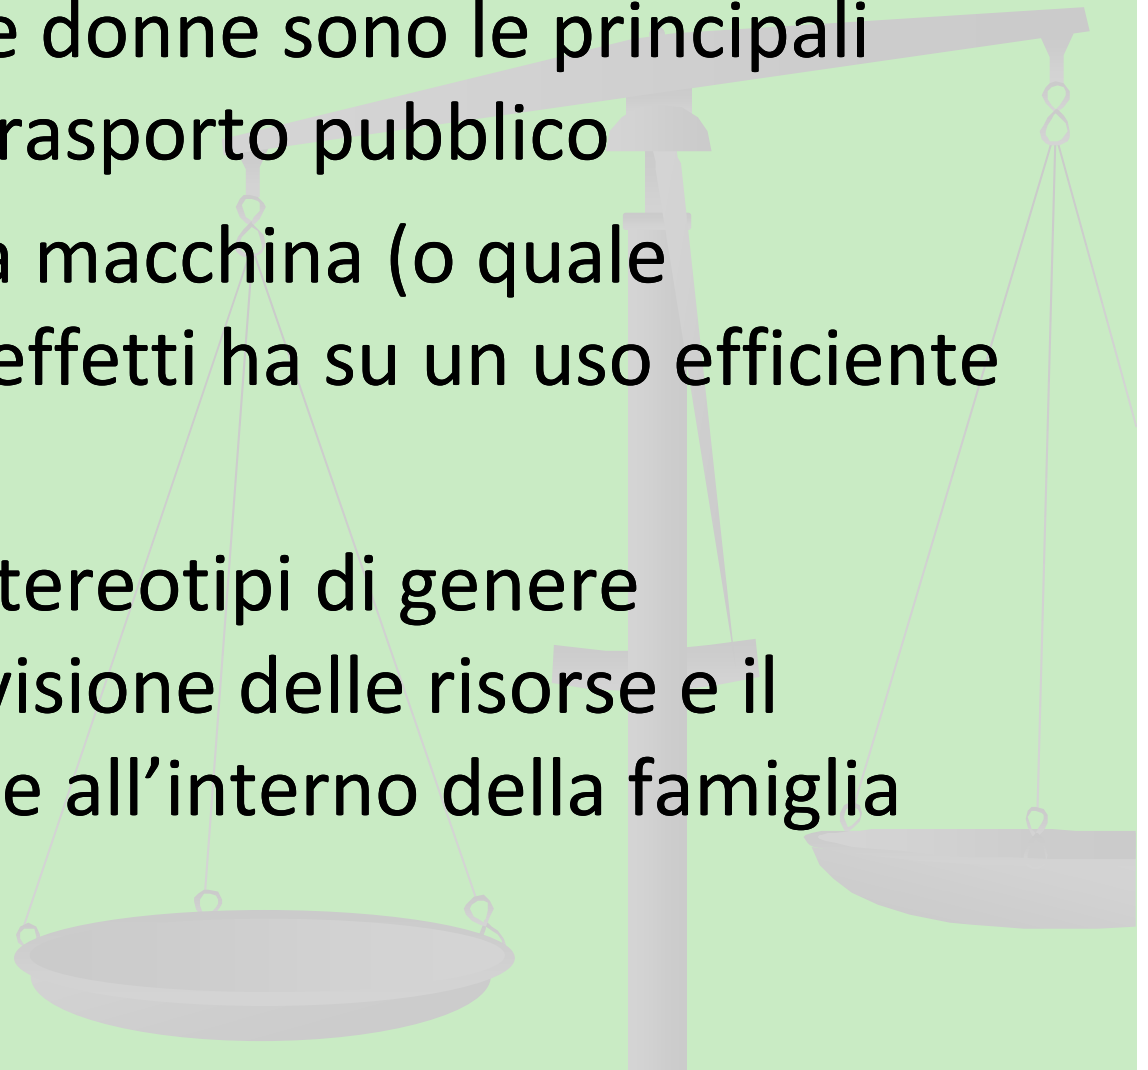 e donne sono le principali
rasporto pubblico
a macchina (o quale
effetti ha su un uso efficiente
tereotipi di genere
visione delle risorse e il
e all’interno della famiglia